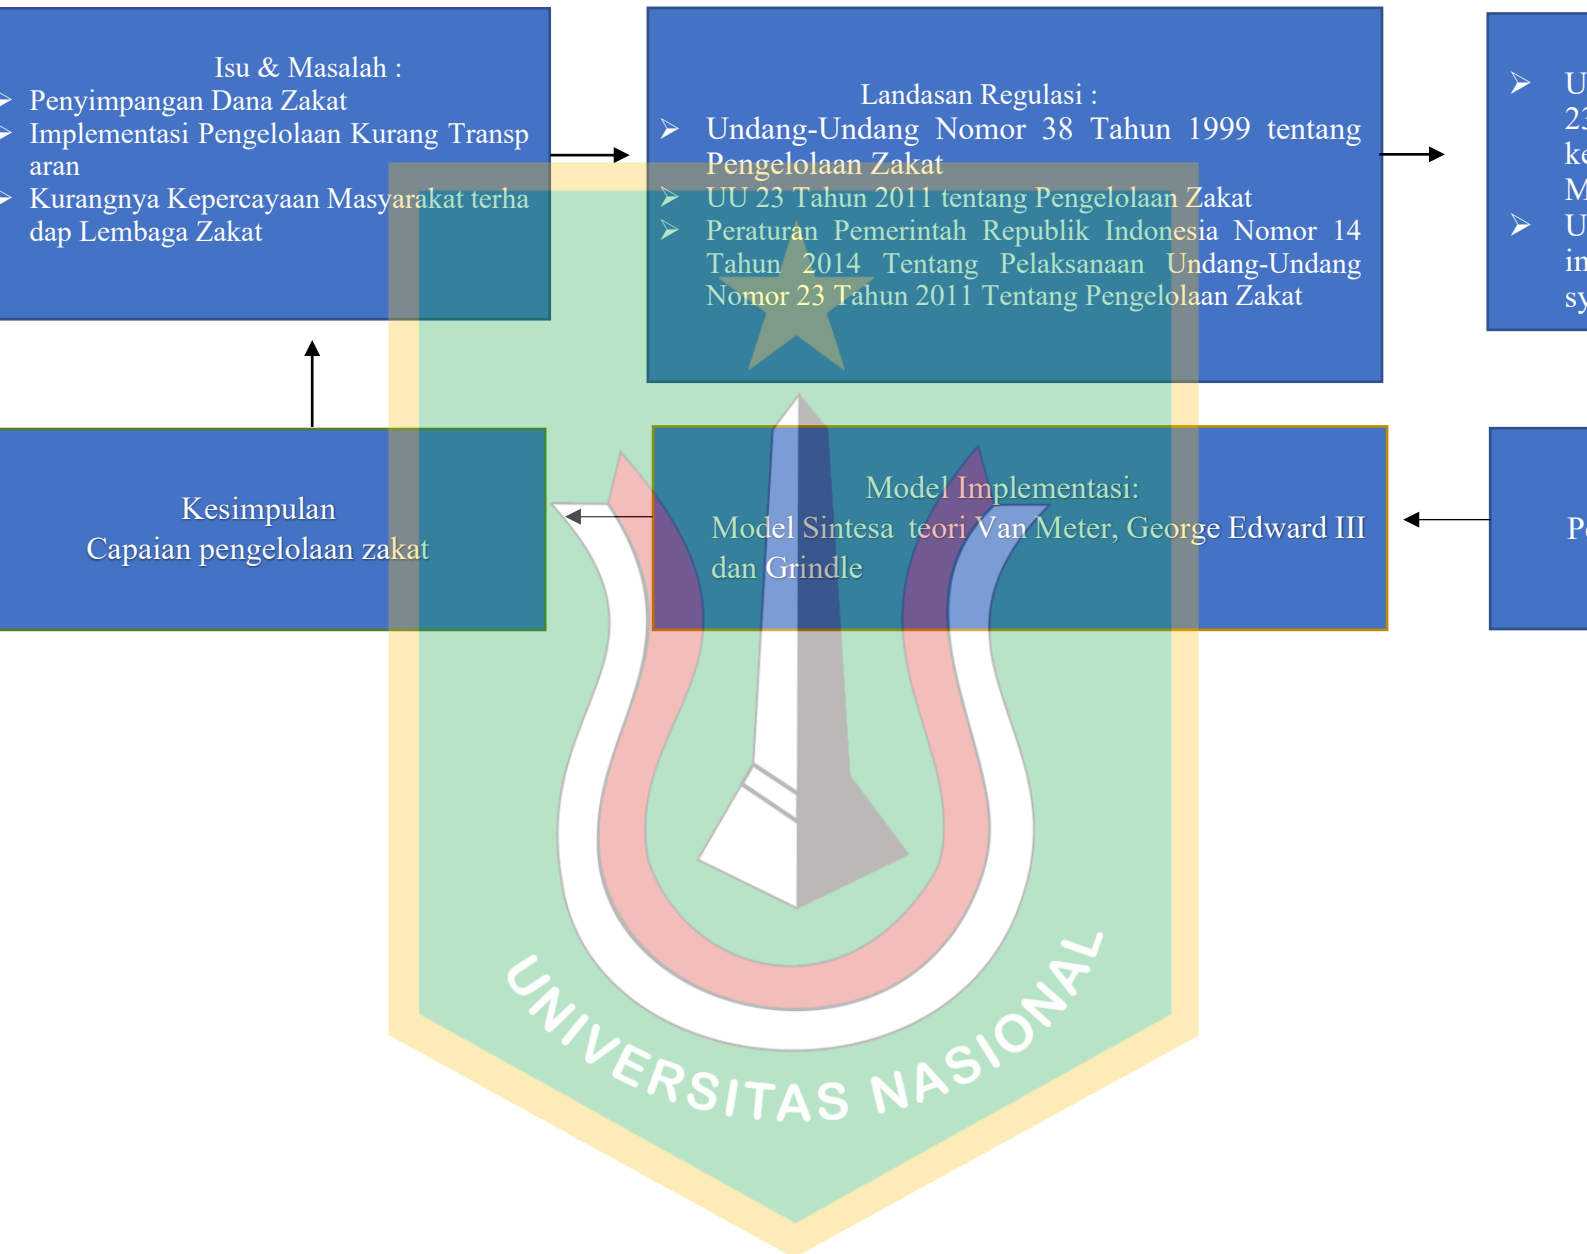 Isu & Masalah :
➢ Penyimpangan Dana Zakat
➢ Implementasi Pengelolaan Kurang Transp
aran
➢ Kurangnya Kepercayaan Masyarakat terha
dap Lembaga Zakat
Landasan Regulasi :
➢ Undang-Undang Nomor 38 Tahun 1999 tentang
Pengelolaan Zakat
➢ UU 23 Tahun 2011 tentang Pengelolaan Zakat
➢ Peraturan Pemerintah Republik Indonesia Nomor 14
Tahun 2014 Tentang Pelaksanaan Undang-Undang
Nomor 23 Tahun 2011 Tentang Pengelolaan Zakat
Kesimpulan
Capaian pengelolaan zakat
Model Implementasi:
Model Sintesa teori Van Meter, George Edward III
dan Grindle
UNIVERSITAS NASIONAL